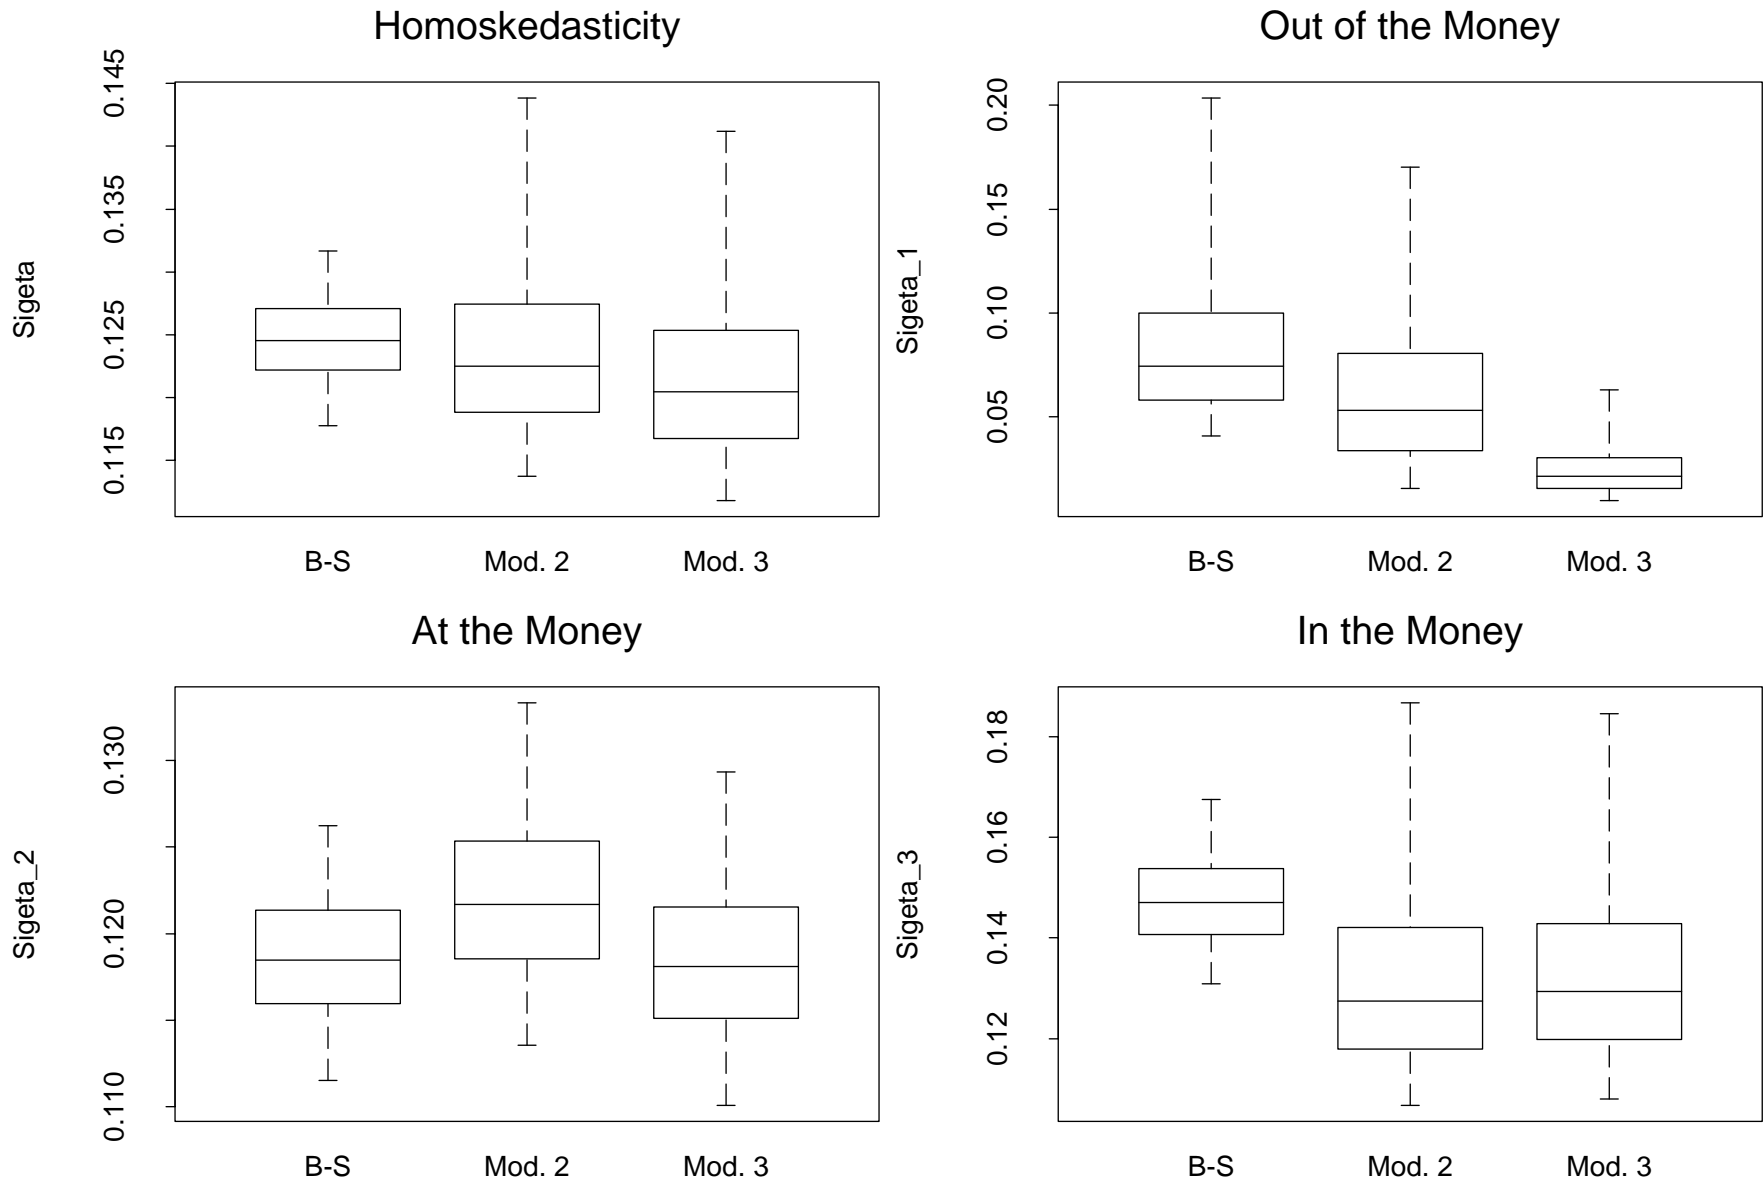 Homoskedasticity
Sigeta
0.115 0.125 0.135 0.145
B-S Mod. 2 Mod. 3
Out of the Money
Sigeta_1
0.05 0.10 0.15 0.20
B-S Mod. 2 Mod. 3
At the Money
Sigeta_2
0.110 0.120 0.130
B-S Mod. 2 Mod. 3
In the Money
Sigeta_3
0.12 0.14 0.16 0.18
B-S Mod. 2 Mod. 3